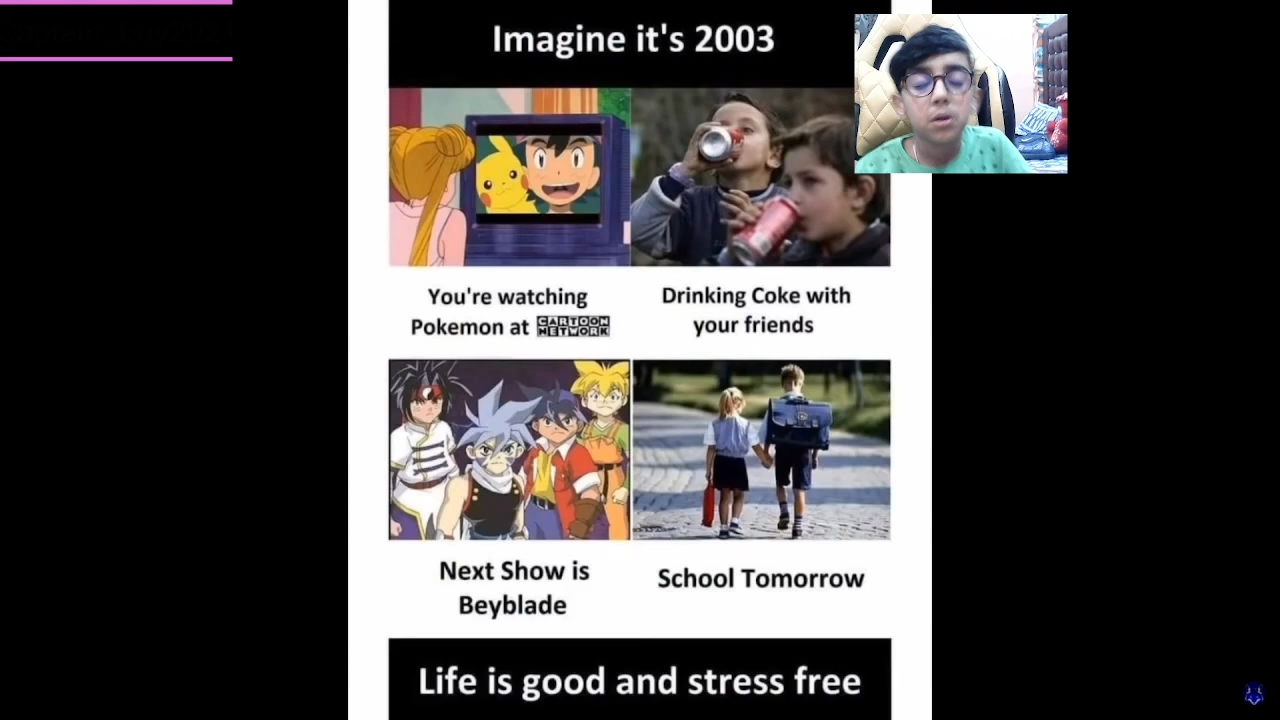 Imagine it's 2003
You're watching
Pokemon at CARTOON NETWORK
Drinking Coke with
your friends
Next Show is
Beyblade
School Tomorrow
Life is good and stress free